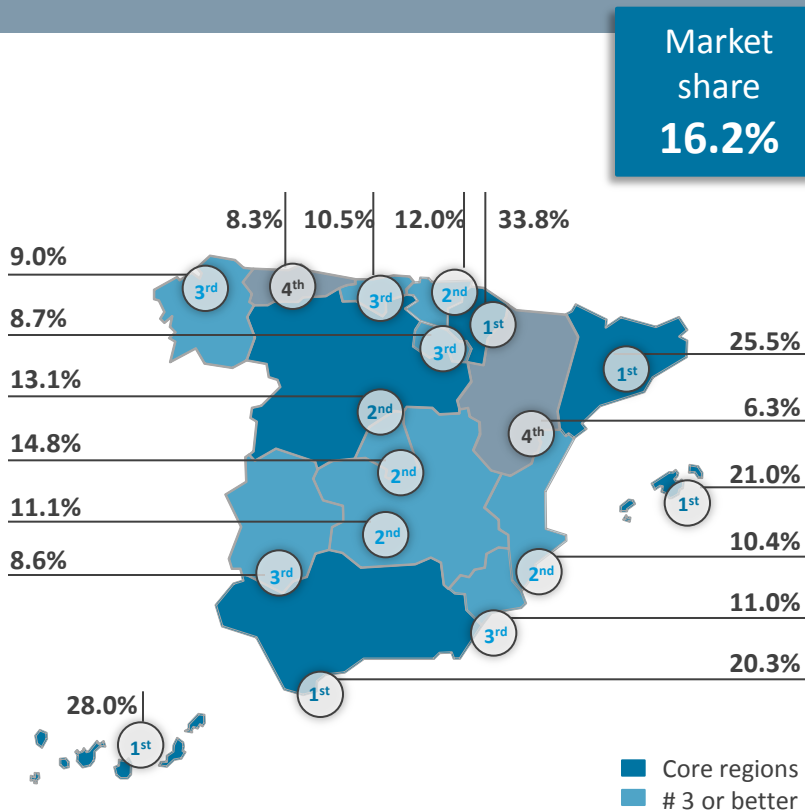 Market
share
16.2%
8.3% 10.5% 12.0% 33.8%
9.0%
3rd
4th
3rd
2nd
1st
8.7%
3rd
25.5%
1st
13.1%
2nd
6.3%
4th
14.8%
2nd
21.0%
1st
11.1%
2nd
10.4%
2nd
8.6%
3rd
11.0%
3rd
20.3%
1st
28.0%
1st
Core regions
# 3 or better